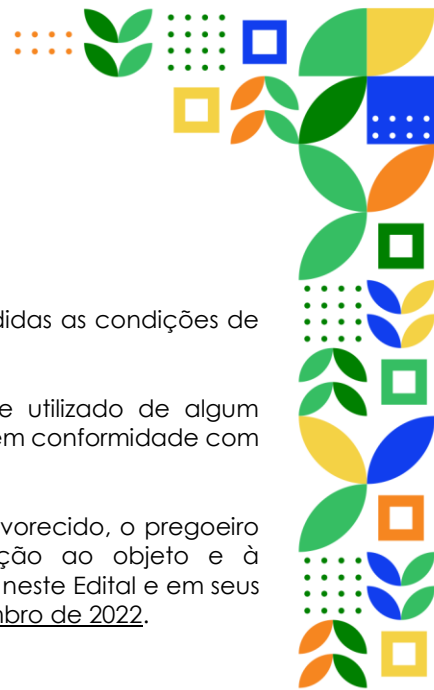 didas as condições de
e utilizado de algum
em conformidade com
vorecido, o pregoeiro
ção ao objeto e à
neste Edital e em seus
mbro de 2022.